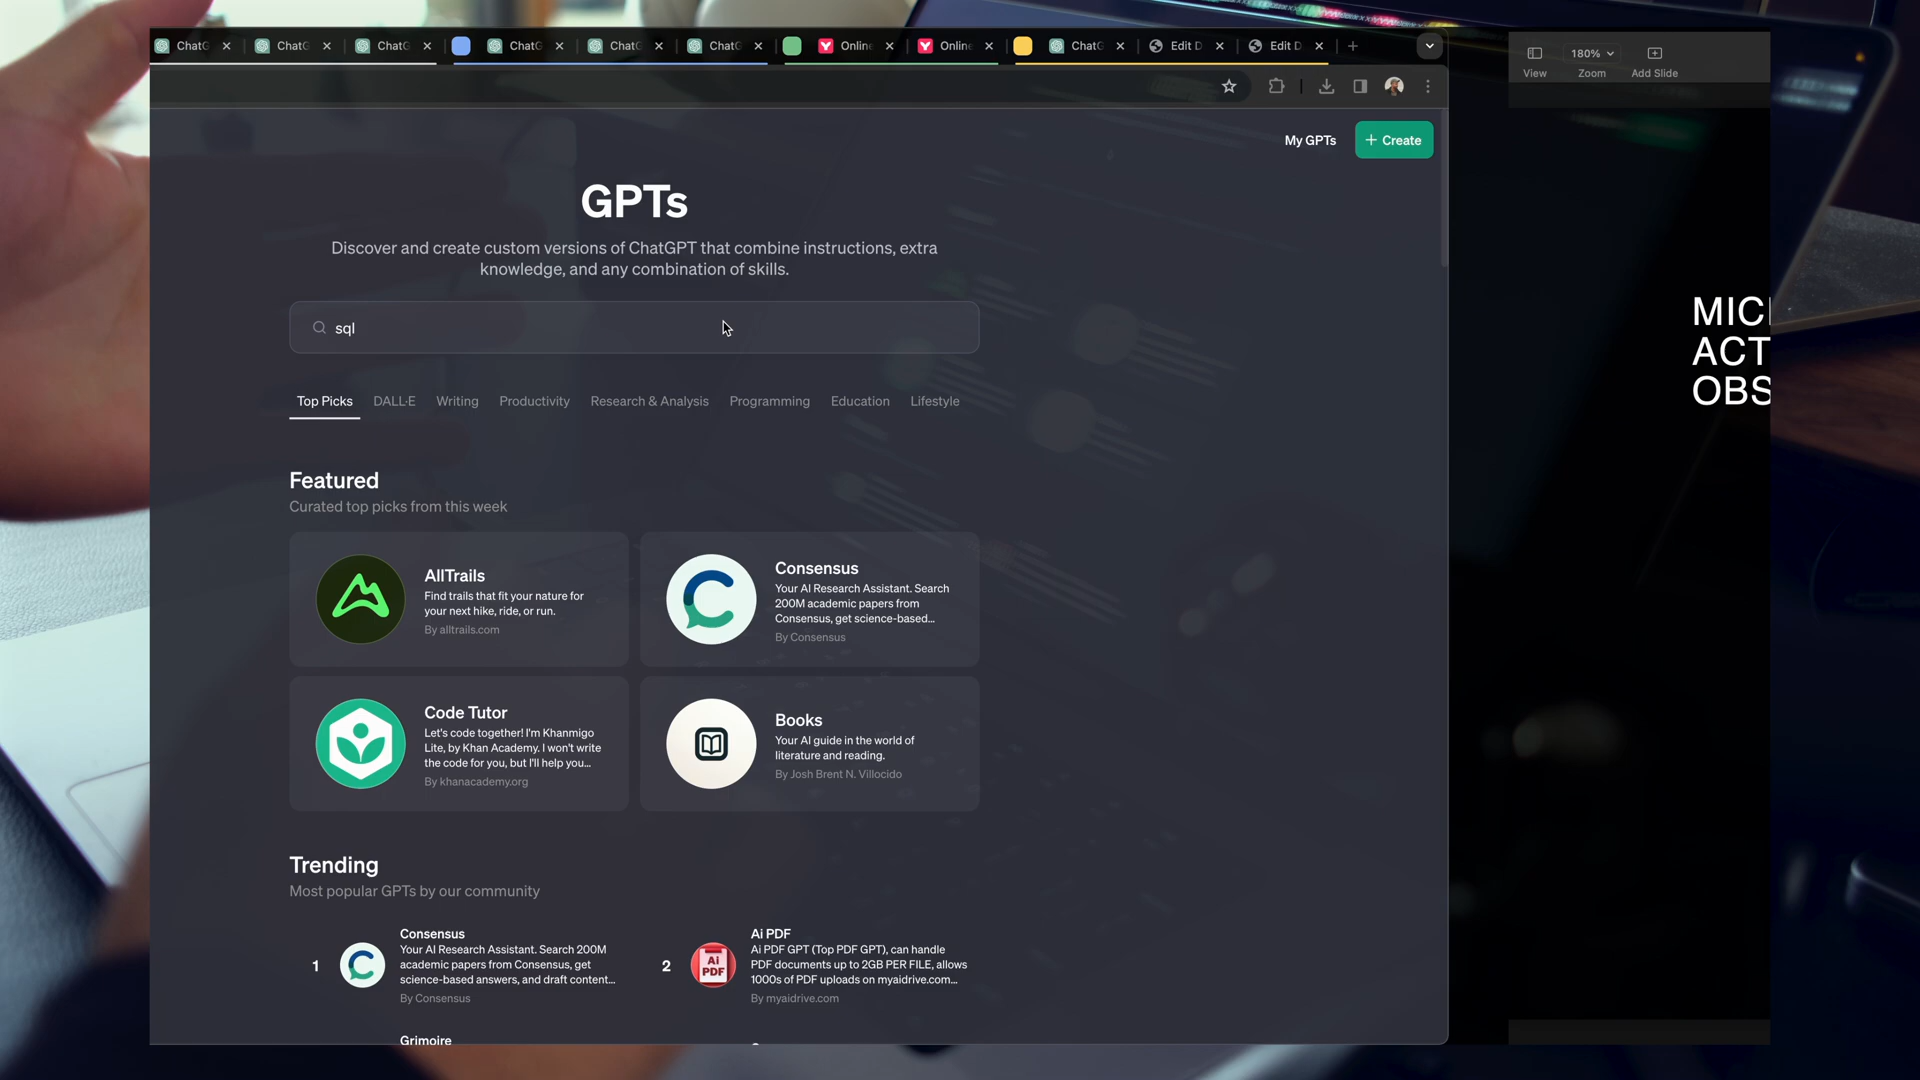 ChatG
ChatG
ChatG
ChatG
ChatG
ChatG
Online
Online
ChatG
Edit D
Edit D
180%
View
Zoom
Add Slide
My GPTs
+ Create
GPTs
Discover and create custom versions of ChatGPT that combine instructions, extra
knowledge, and any combination of skills.
sql
MIC
ACT
OBS
Top Picks
DALL·E
Writing
Productivity
Research & Analysis
Programming
Education
Lifestyle
Featured
Curated top picks from this week
AllTrails
Find trails that fit your nature for
your next hike, ride, or run.
By alltrails.com
Consensus
Your AI Research Assistant. Search
200M academic papers from
Consensus, get science-based...
By Consensus
Code Tutor
Let's code together! I'm Khanmigo
Lite, by Khan Academy. I won't write
the code for you, but I'll help you...
By khanacademy.org
Books
Your AI guide in the world of
literature and reading.
By Josh Brent N. Villocido
Trending
Most popular GPTs by our community
1
Consensus
Your AI Research Assistant. Search 200M
academic papers from Consensus, get
science-based answers, and draft content...
By Consensus
2
Ai PDF
Ai PDF
Ai PDF GPT (Top PDF GPT), can handle
PDF documents up to 2GB PER FILE, allows
1000s of PDF uploads on myaidrive.com...
By myaidrive.com
Grimoire